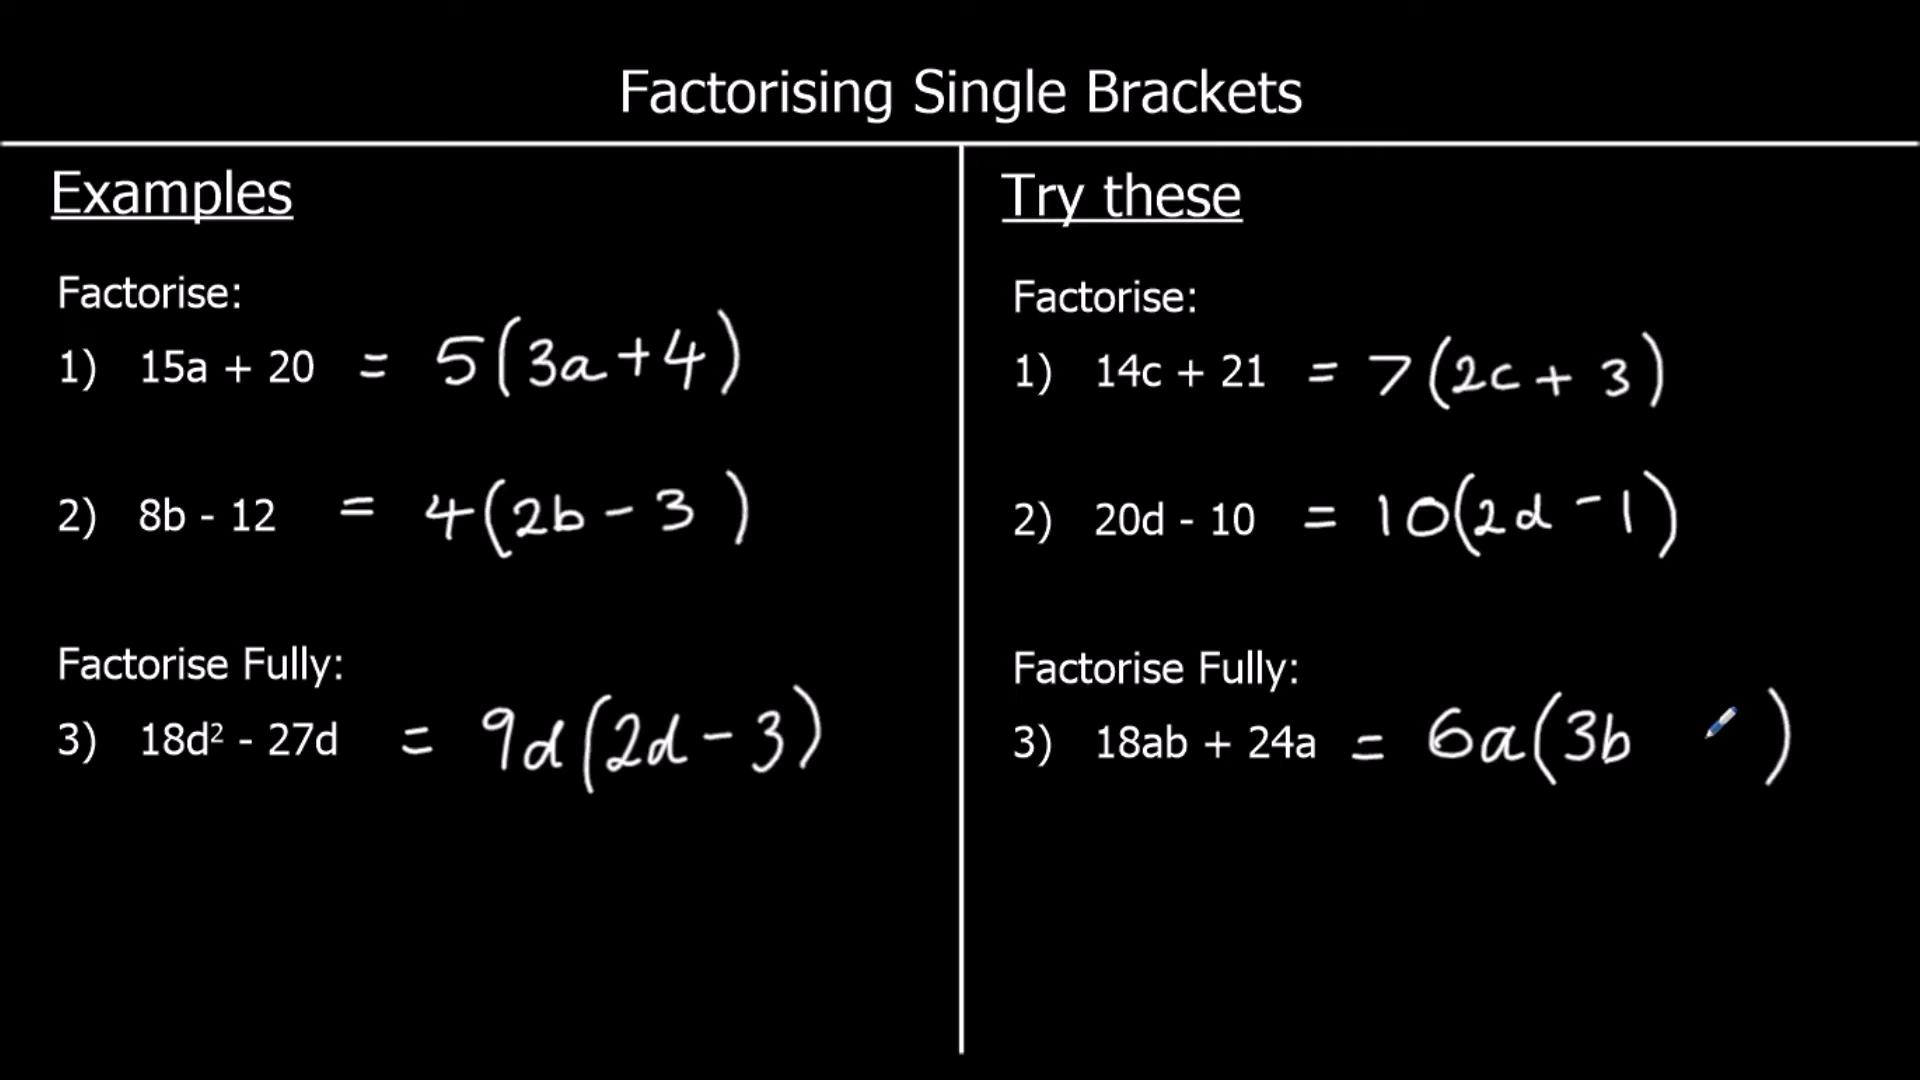 Factorising Single Brackets
Examples
Factorise:
1) 15a + 20 = 5(3a+4)
2) 8b - 12 = 4(2b - 3)
Factorise Fully:
3) 18d² - 27d = 9d(2d - 3)
Try these
Factorise:
1) 14c + 21 = 7(2c + 3)
2) 20d - 10 = 10(2d - 1)
Factorise Fully:
3) 18ab + 24a = 6a(3b )